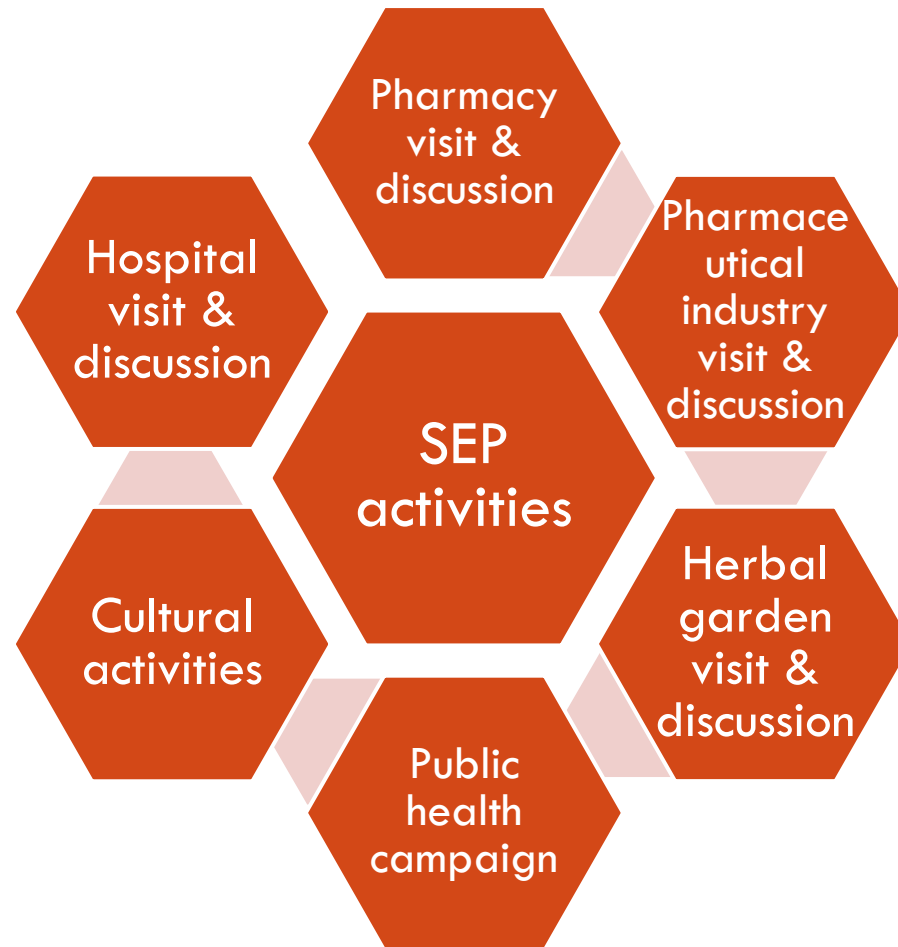 Pharmacy
visit &
discussion
Pharmace
utical
industry
visit &
discussion
Herbal
garden
visit &
discussion
Public
health
campaign
Cultural
activities
Hospital
visit &
discussion
SEP
activities